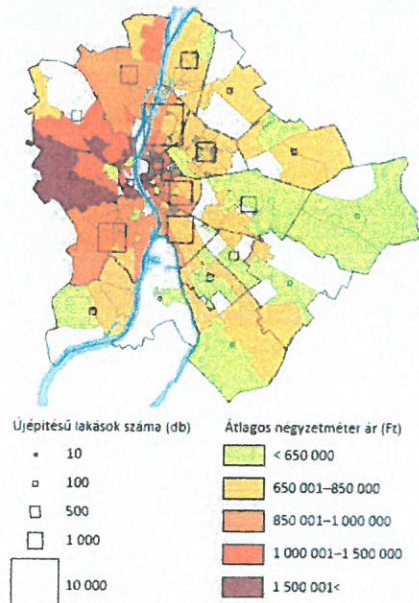 Újépítésű lakások száma (db)
10
100
500
1 000
10 000
Átlagos négyzetméter ár (Ft)
< 650 000
650 001–850 000
850 001–1 000 000
1 000 001–1 500 000
1 500 001<